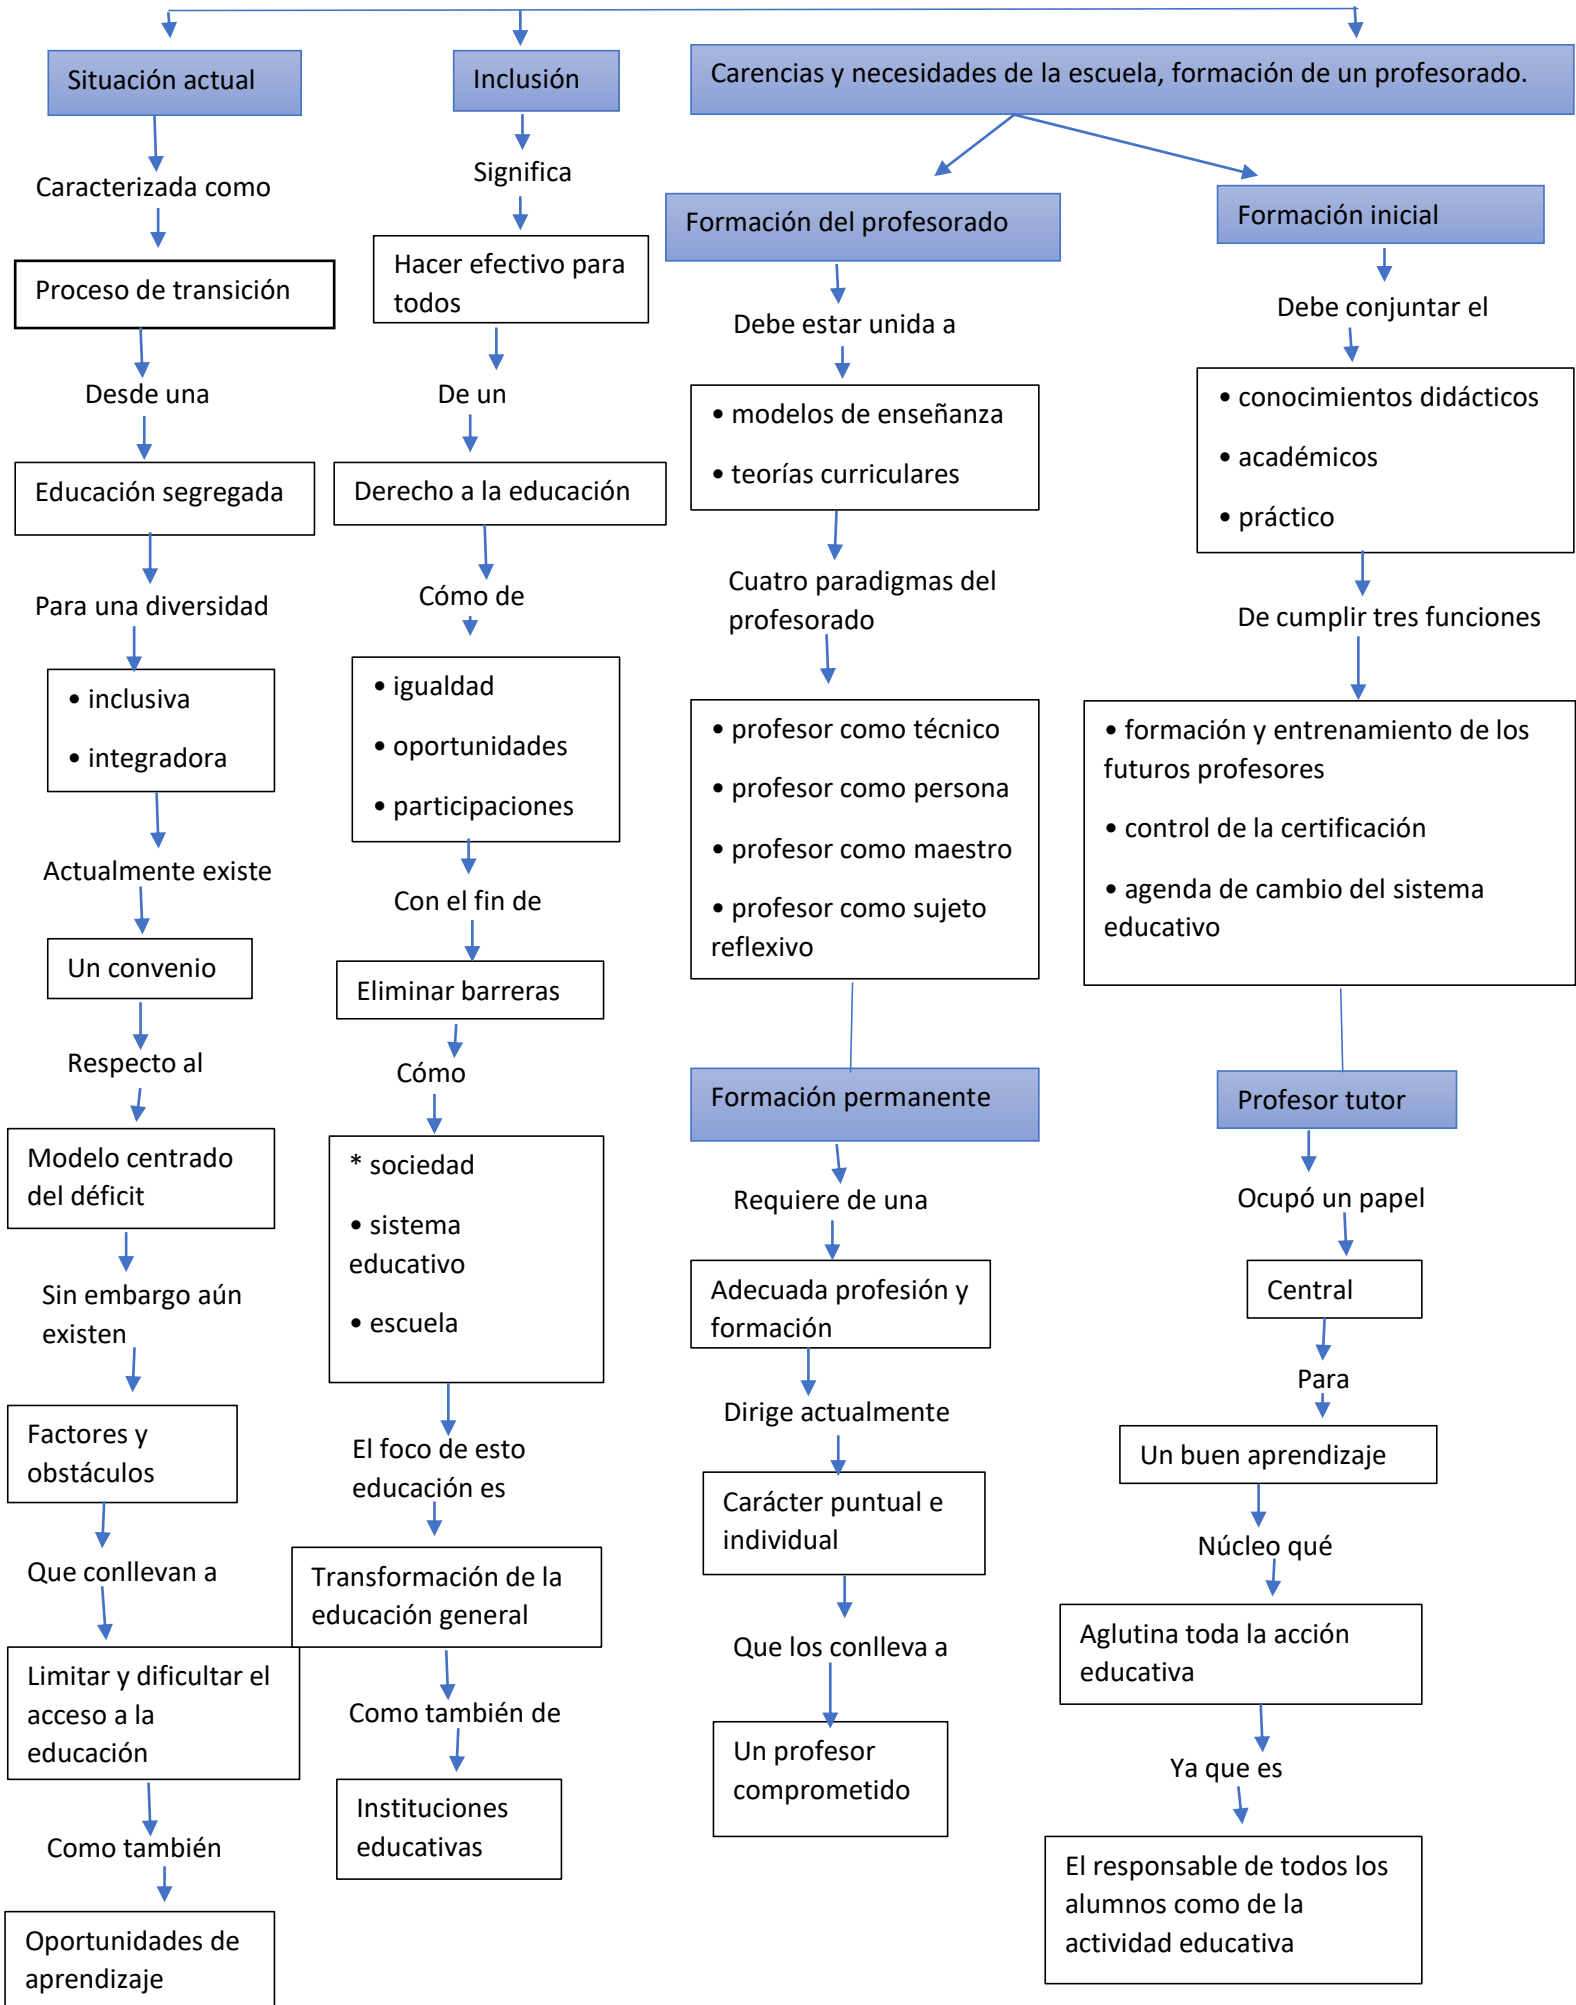 Situación actual
Caracterizada como
Proceso de transición
Desde una
Educación segregada
Para una diversidad
• inclusiva
• integradora
Actualmente existe
Un convenio
Respecto al
Modelo centrado
del déficit
Sin embargo aún
existen
Factores y
obstáculos
Que conllevan a
Limitar y dificultar el
acceso a la
educación
Como también
Oportunidades de
aprendizaje
Inclusión
Significa
Hacer efectivo para
todos
De un
Derecho a la educación
Cómo de
• igualdad
• oportunidades
• participaciones
Con el fin de
Eliminar barreras
Cómo
* sociedad
• sistema
educativo
• escuela
El foco de esto
educación es
Transformación de la
educación general
Como también de
Instituciones
educativas
Carencias y necesidades de la escuela, formación de un profesorado.
Formación del profesorado
Debe estar unida a
• modelos de enseñanza
• teorías curriculares
Cuatro paradigmas del
profesorado
• profesor como técnico
• profesor como persona
• profesor como maestro
• profesor como sujeto
reflexivo
Formación permanente
Requiere de una
Adecuada profesión y
formación
Dirige actualmente
Carácter puntual e
individual
Que los conlleva a
Un profesor
comprometido
Formación inicial
Debe conjuntar el
• conocimientos didácticos
• académicos
• práctico
De cumplir tres funciones
• formación y entrenamiento de los
futuros profesores
• control de la certificación
• agenda de cambio del sistema
educativo
Profesor tutor
Ocupó un papel
Central
Para
Un buen aprendizaje
Núcleo qué
Aglutina toda la acción
educativa
Ya que es
El responsable de todos los
alumnos como de la
actividad educativa